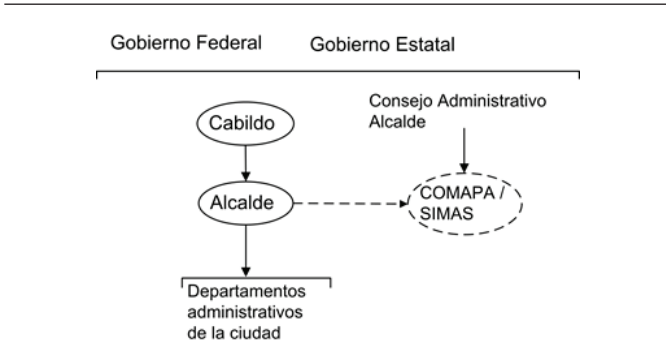 Gobierno Federal Gobierno Estatal
Consejo Administrativo
Alcalde
Cabildo
Alcalde
COMAPA /
SIMAS
Departamentos
administrativos
de la ciudad